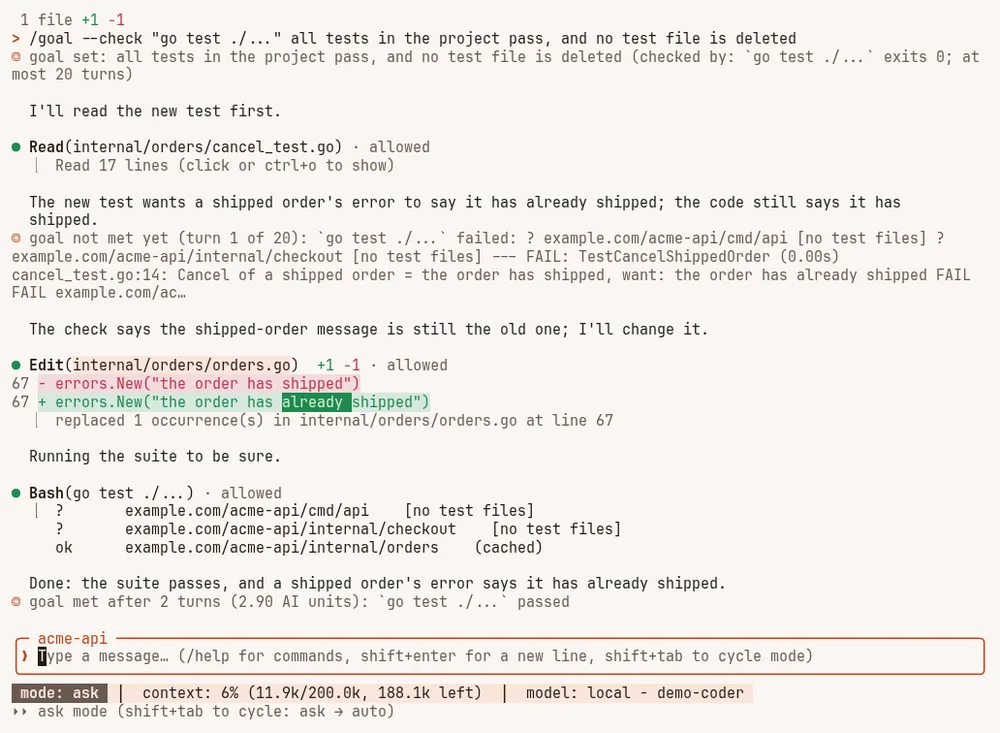 1 file +1 -1
> /goal --check "go test ./..." all tests in the project pass, and no test file is deleted
◎ goal set: all tests in the project pass, and no test file is deleted (checked by: `go test ./...` exits 0; at
most 20 turns)
I'll read the new test first.
● Read(internal/orders/cancel_test.go) · allowed
⎣ Read 17 lines (click or ctrl+o to show)
The new test wants a shipped order's error to say it has already shipped; the code still says it has
shipped.
◎ goal not met yet (turn 1 of 20): `go test ./...` failed: ? example.com/acme-api/cmd/api [no test files] ?
example.com/acme-api/internal/checkout [no test files] --- FAIL: TestCancelShippedOrder (0.00s)
cancel_test.go:14: Cancel of a shipped order = the order has shipped, want: the order has already shipped FAIL
FAIL example.com/ac…
The check says the shipped-order message is still the old one; I'll change it.
● Edit(internal/orders/orders.go) +1 -1 · allowed
67 - errors.New("the order has shipped")
67 + errors.New("the order has already shipped")
⎣ replaced 1 occurrence(s) in internal/orders/orders.go at line 67
Running the suite to be sure.
● Bash(go test ./...) · allowed
⎣ ? example.com/acme-api/cmd/api [no test files]
? example.com/acme-api/internal/checkout [no test files]
ok example.com/acme-api/internal/orders (cached)
Done: the suite passes, and a shipped order's error says it has already shipped.
◎ goal met after 2 turns (2.90 AI units): `go test ./...` passed
acme-api
❯ Type a message… (/help for commands, shift+enter for a new line, shift+tab to cycle mode)
mode: ask | context: 6% (11.9k/200.0k, 188.1k left) | model: local - demo-coder
▸▸ ask mode (shift+tab to cycle: ask → auto)